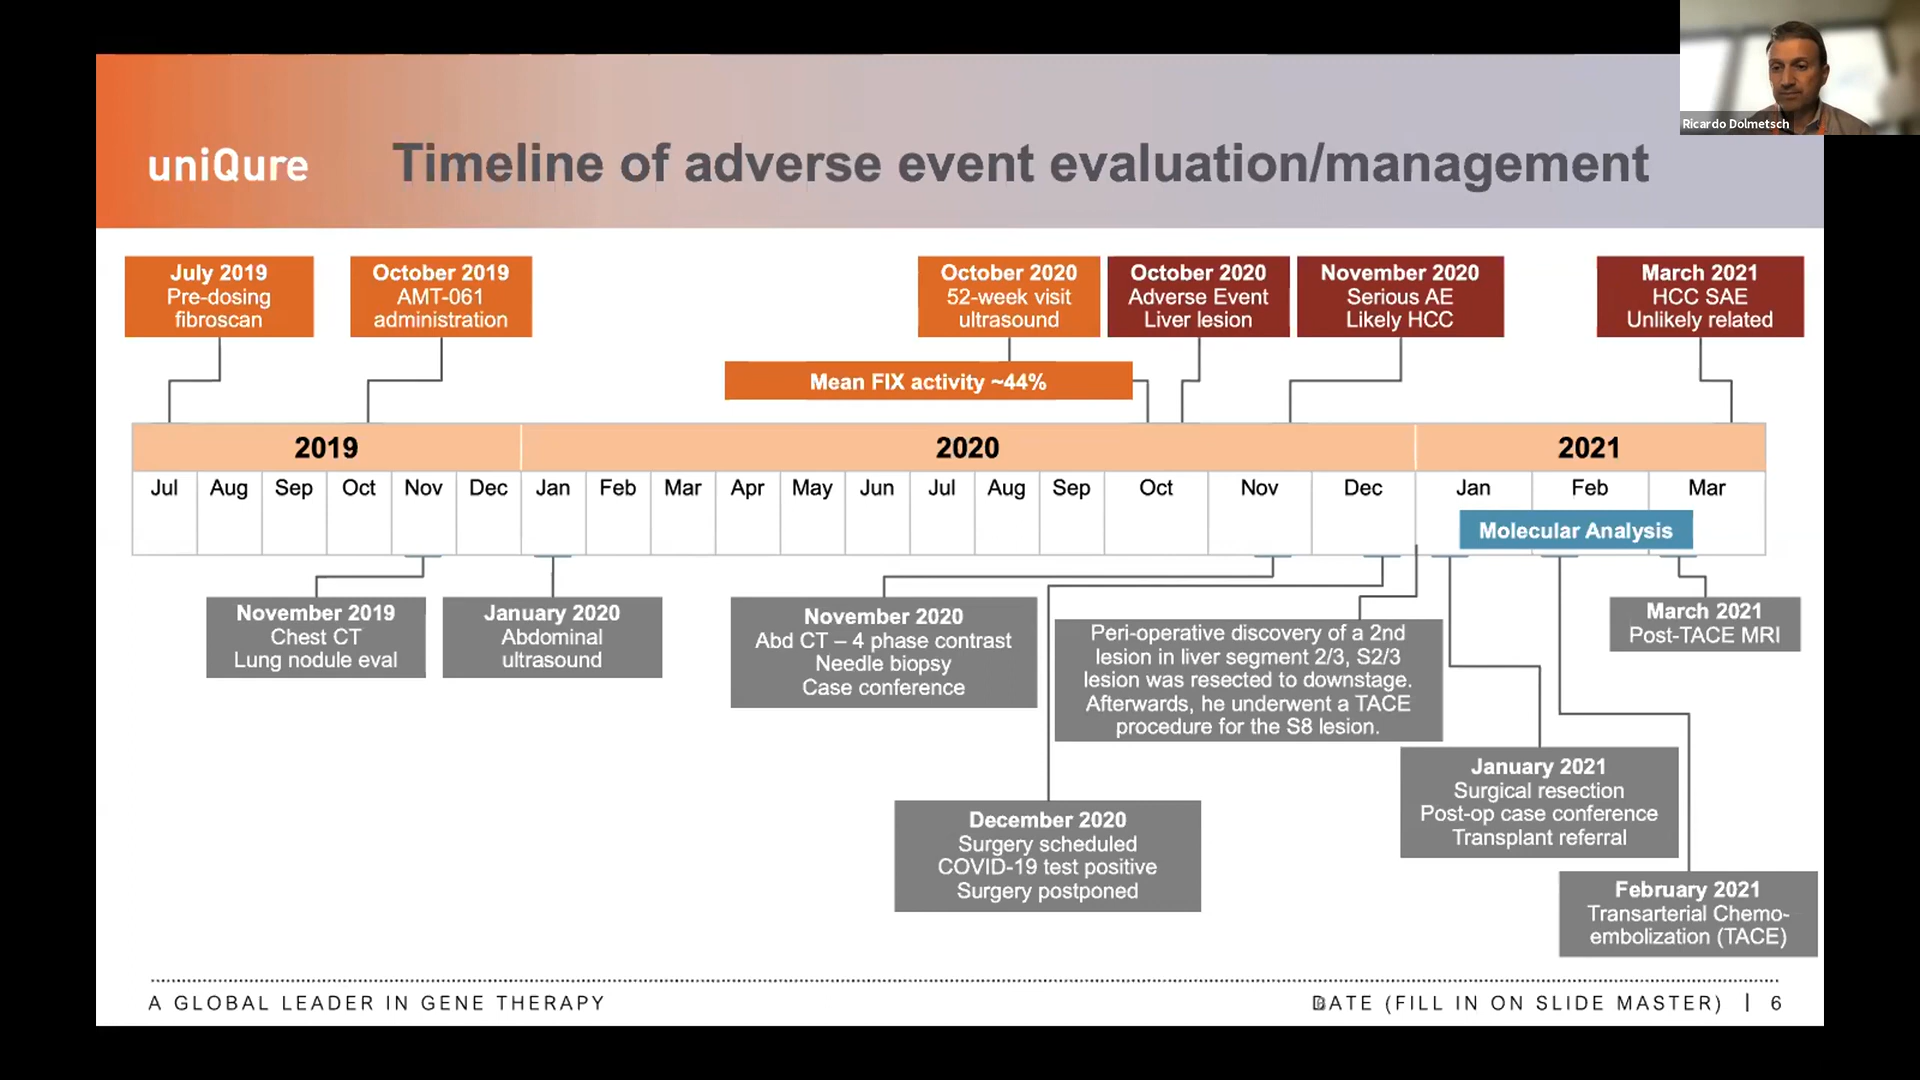 Ricardo Dolmetsch
uniQure
Timeline of adverse event evaluation/management
July 2019
Pre-dosing
fibroscan
October 2019
AMT-061
administration
October 2020
52-week visit
ultrasound
October 2020
Adverse Event
Liver lesion
November 2020
Serious AE
Likely HCC
March 2021
HCC SAE
Unlikely related
Mean FIX activity ~44%
2019 2020 2021
Jul Aug Sep Oct Nov Dec Jan Feb Mar Apr May Jun Jul Aug Sep Oct Nov Dec Jan Feb Mar
Molecular Analysis
November 2019
Chest CT
Lung nodule eval
January 2020
Abdominal
ultrasound
November 2020
Abd CT – 4 phase contrast
Needle biopsy
Case conference
Peri-operative discovery of a 2nd
lesion in liver segment 2/3, S2/3
lesion was resected to downstage.
Afterwards, he underwent a TACE
procedure for the S8 lesion.
March 2021
Post-TACE MRI
December 2020
Surgery scheduled
COVID-19 test positive
Surgery postponed
January 2021
Surgical resection
Post-op case conference
Transplant referral
February 2021
Transarterial Chemo-
embolization (TACE)
A GLOBAL LEADER IN GENE THERAPY
DATE (FILL IN ON SLIDE MASTER) | 6